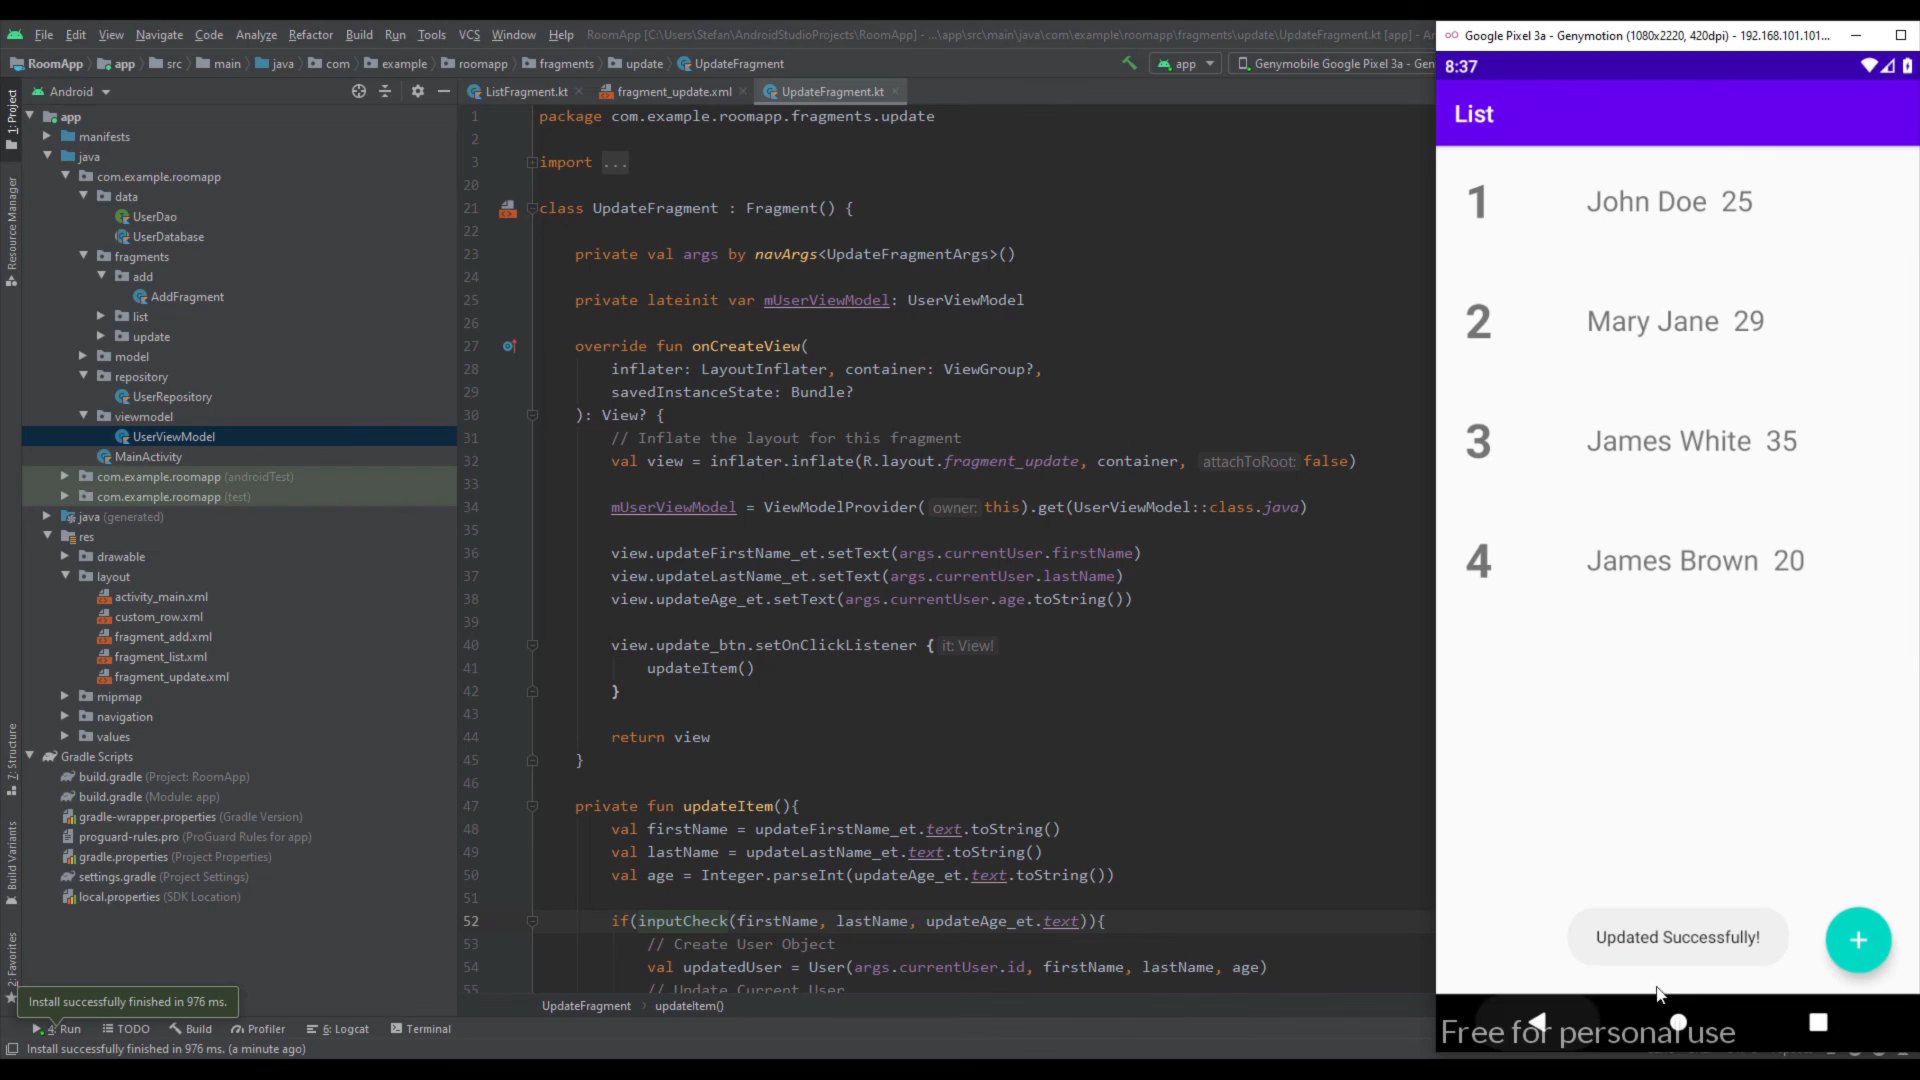 File Edit View Navigate Code Analyze Refactor Build Run Tools VCS Window Help RoomApp [C:\Users\Stefan\AndroidStudioProjects\RoomApp] - ...\app\src\main\java\com\example\roomapp\fragments\update\UpdateFragment.kt [app]
RoomApp app src main java com example roomapp fragments update UpdateFragment app Genymobile Google Pixel 3a - Gen
Android ListFragment.kt fragment_update.xml UpdateFragment.kt
1: Project
Resource Manager
7: Structure
Build Variants
2: Favorites
app
manifests
java
com.example.roomapp
data
UserDao
UserDatabase
fragments
add
AddFragment
list
update
model
repository
UserRepository
viewmodel
UserViewModel
MainActivity
com.example.roomapp (androidTest)
com.example.roomapp (test)
java (generated)
res
drawable
layout
activity_main.xml
custom_row.xml
fragment_add.xml
fragment_list.xml
fragment_update.xml
mipmap
navigation
values
Gradle Scripts
build.gradle (Project: RoomApp)
build.gradle (Module: app)
gradle-wrapper.properties (Gradle Version)
proguard-rules.pro (ProGuard Rules for app)
gradle.properties (Project Properties)
settings.gradle (Project Settings)
local.properties (SDK Location)
1 package com.example.roomapp.fragments.update
2
3 import ...
20
21 class UpdateFragment : Fragment() {
22
23 private val args by navArgs<UpdateFragmentArgs>()
24
25 private lateinit var mUserViewModel: UserViewModel
26
27 override fun onCreateView(
28 inflater: LayoutInflater, container: ViewGroup?,
29 savedInstanceState: Bundle?
30 ): View? {
31 // Inflate the layout for this fragment
32 val view = inflater.inflate(R.layout.fragment_update, container, attachToRoot: false)
33
34 mUserViewModel = ViewModelProvider( owner: this).get(UserViewModel::class.java)
35
36 view.updateFirstName_et.setText(args.currentUser.firstName)
37 view.updateLastName_et.setText(args.currentUser.lastName)
38 view.updateAge_et.setText(args.currentUser.age.toString())
39
40 view.update_btn.setOnClickListener { it: View!
41 updateItem()
42 }
43
44 return view
45 }
46
47 private fun updateItem(){
48 val firstName = updateFirstName_et.text.toString()
49 val lastName = updateLastName_et.text.toString()
50 val age = Integer.parseInt(updateAge_et.text.toString())
51
52 if(inputCheck(firstName, lastName, updateAge_et.text)){
53 // Create User Object
54 val updatedUser = User(args.currentUser.id, firstName, lastName, age)
55 // Update Current User
UpdateFragment › updateItem()
Install successfully finished in 976 ms.
4: Run TODO Build Profiler 6: Logcat Terminal
Install successfully finished in 976 ms. (a minute ago)
Google Pixel 3a - Genymotion (1080x2220, 420dpi) - 192.168.101.101...
8:37
List
1 John Doe 25
2 Mary Jane 29
3 James White 35
4 James Brown 20
Updated Successfully!
+
Free for personal use